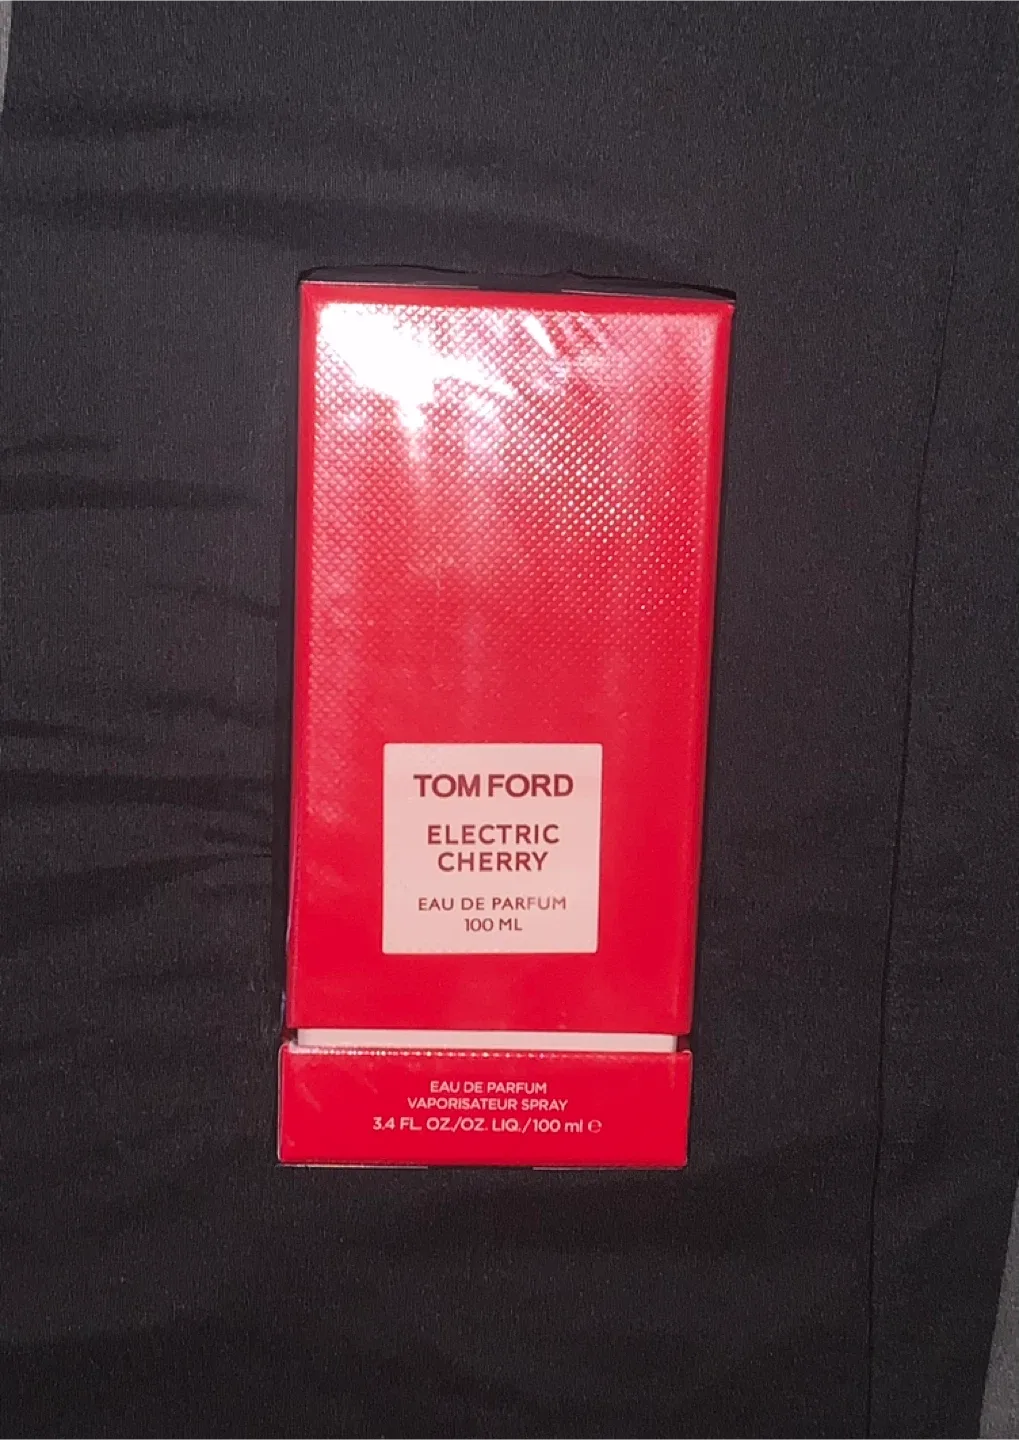 TOM FORD
ELECTRIC
CHERRY
EAU DE PARFUM
100 ML
EAU DE PARFUM
VAPORISATEUR SPRAY
3.4 FL. OZ./OZ. LIQ./100 ml ℮